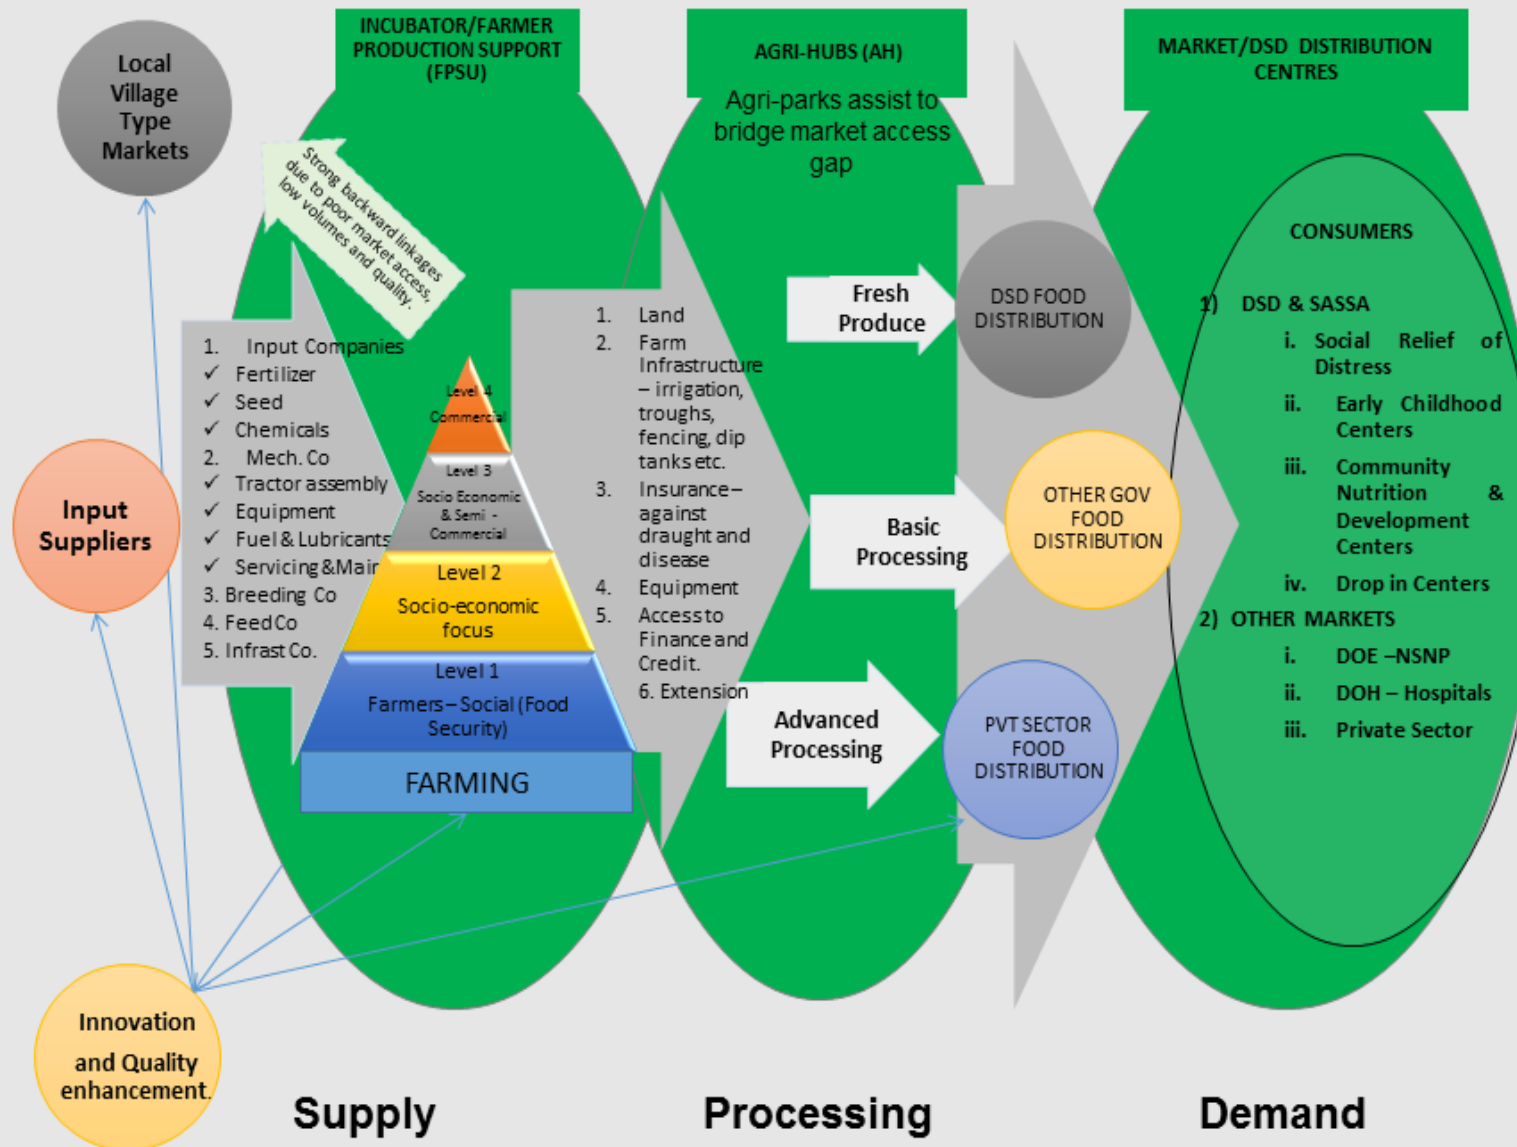 Local
Village
Type
Markets
INCUBATOR/FARMER
PRODUCTION SUPPORT
(FPSU)
AGRI-HUBS (AH)
Agri-parks assist to
bridge market access
gap
MARKET/DSD DISTRIBUTION
CENTRES
Strong backward linkages
due to poor market access,
low volumes and quality.
Input
Suppliers
1. Input Companies
✓ Fertilizer
✓ Seed
✓ Chemicals
2. Mech. Co
✓ Tractor assembly
✓ Equipment
✓ Fuel & Lubricants
✓ Servicing & Main
3. Breeding Co
4. Feed Co
5. Infrast Co.
Level 4
Commercial
Level 3
Socio Economic
& Semi -
Commercial
Level 2
Socio-economic
focus
Level 1
Farmers – Social (Food
Security)
FARMING
1. Land
2. Farm
Infrastructure
– irrigation,
troughs,
fencing, dip
tanks etc.
3. Insurance –
against
draught and
disease
4. Equipment
5. Access to
Finance and
Credit.
6. Extension
Fresh
Produce
Basic
Processing
Advanced
Processing
DSD FOOD
DISTRIBUTION
OTHER GOV
FOOD
DISTRIBUTION
PVT SECTOR
FOOD
DISTRIBUTION
CONSUMERS
1) DSD & SASSA
i. Social Relief of
Distress
ii. Early Childhood
Centers
iii. Community
Nutrition &
Development
Centers
iv. Drop in Centers
2) OTHER MARKETS
i. DOE –NSNP
ii. DOH – Hospitals
iii. Private Sector
Innovation
and Quality
enhancement.
Supply
Processing
Demand